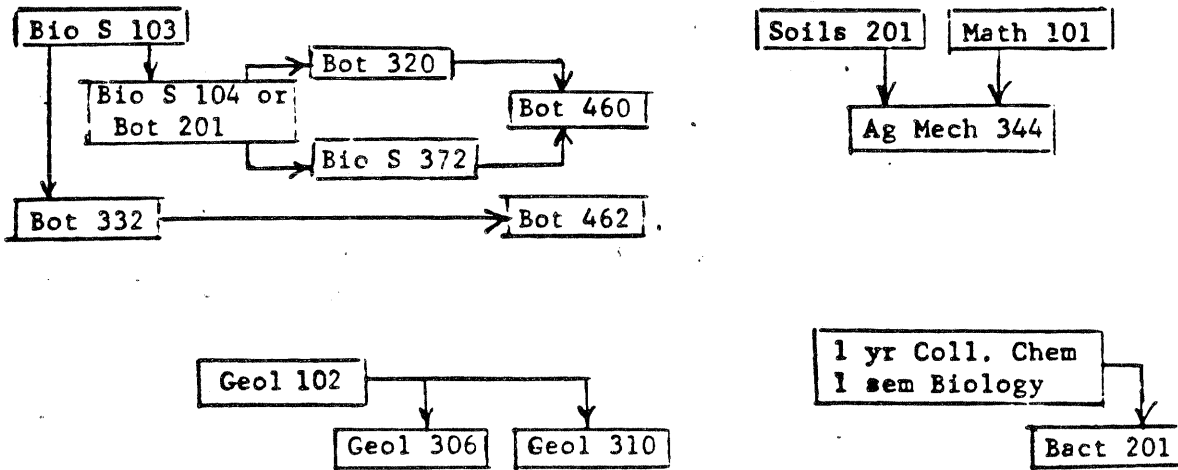 Bio S 103
Soils 201
Math 101
Bot 320
Bio S 104 or
Bot 201
Bot 460
Ag Mech 344
Bio S 372
Bot 332
Bot 462
1 yr Coll. Chem
1 sem Biology
Geol 102
Geol 306
Geol 310
Bact 201